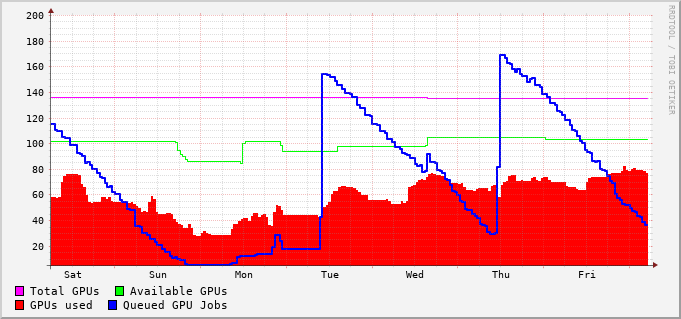 200
180
160
140
120
100
80
60
40
20
Sat Sun Mon Tue Wed Thu Fri
Total GPUs Available GPUs
GPUs used Queued GPU Jobs
RRDTOOL / TOBI OETIKER